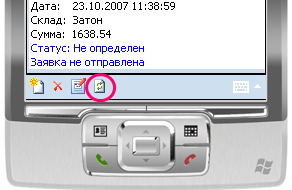 Дата: 23.10.2007 11:38:59
Склад: Затон
Сумма: 1638.54
Статус: Не определен
Заявка не отправлена